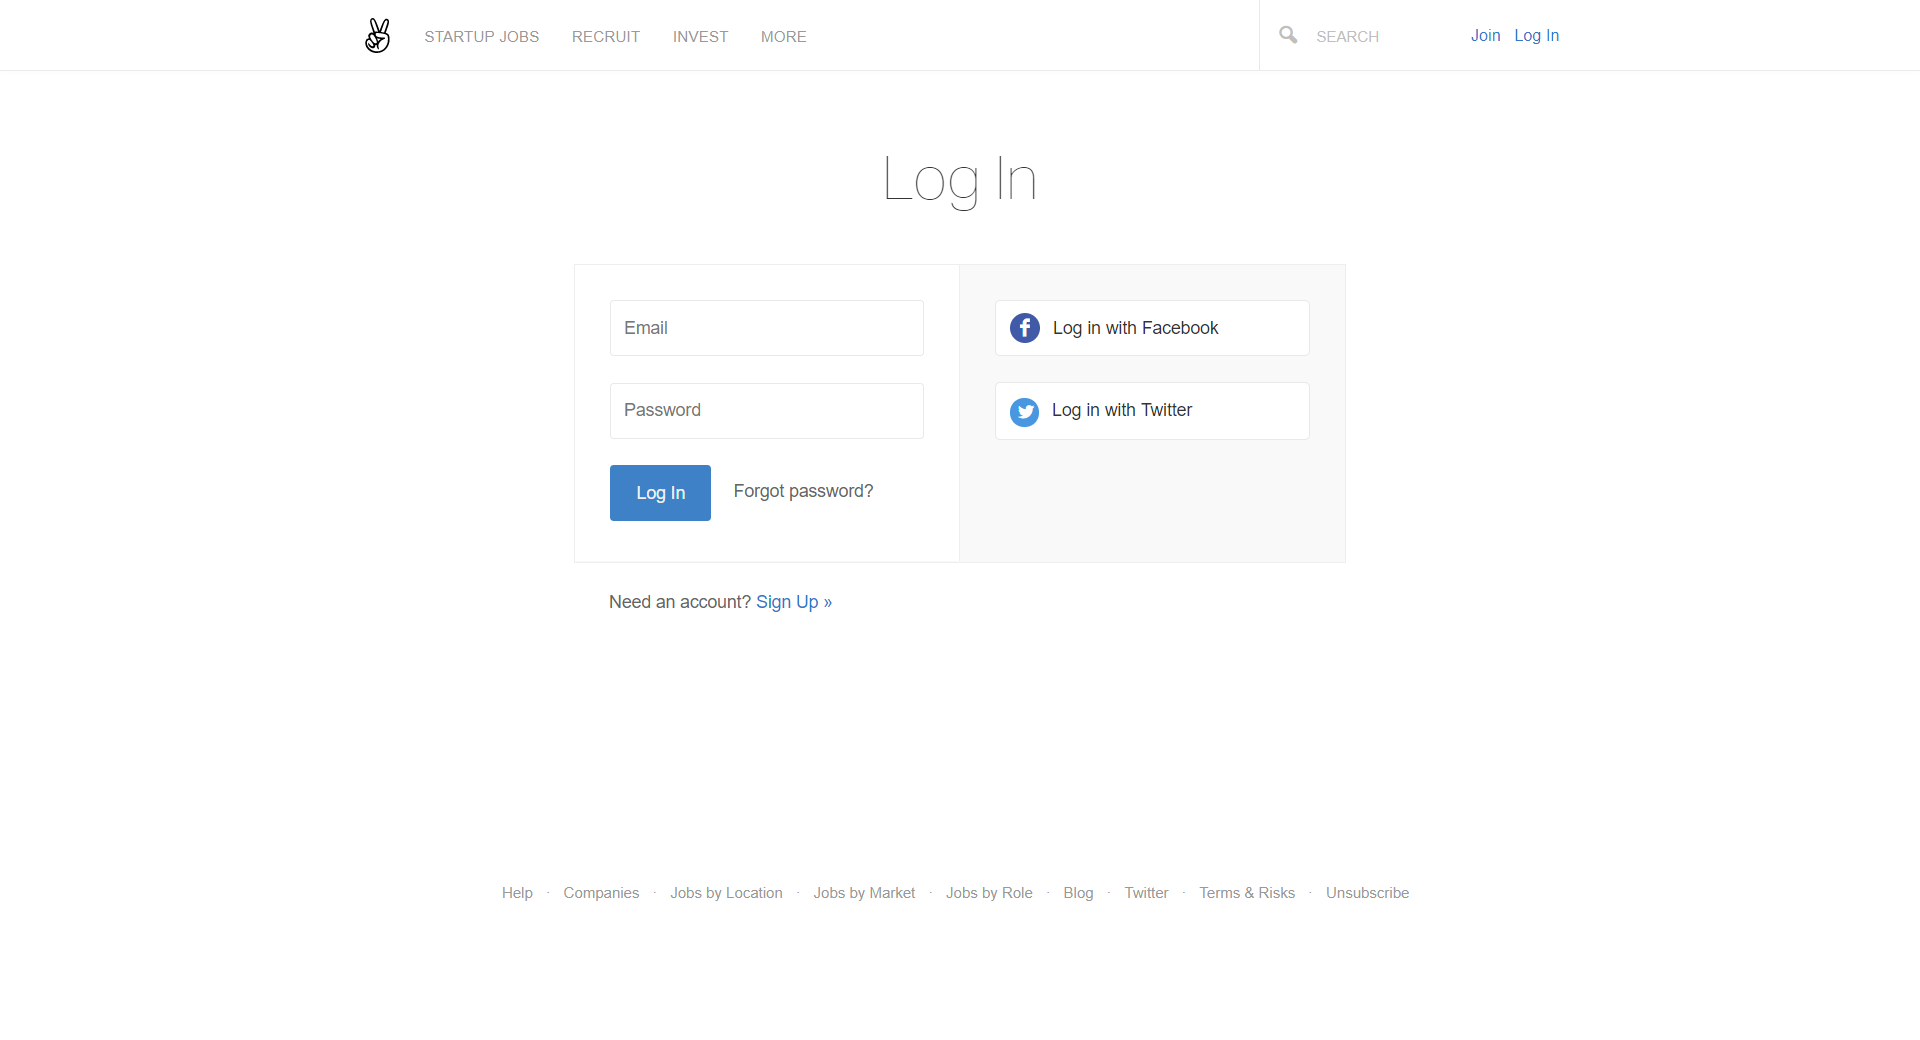 STARTUP JOBS RECRUIT INVEST MORE SEARCH Join Log In
Log In
Email
Log in with Facebook
Password
Log in with Twitter
Log In Forgot password?
Need an account? Sign Up »
Help · Companies · Jobs by Location · Jobs by Market · Jobs by Role · Blog · Twitter · Terms & Risks · Unsubscribe